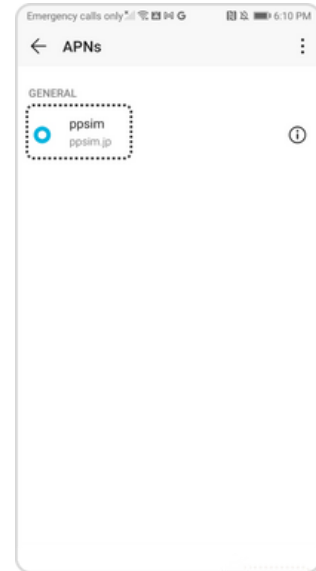 Emergency calls only G 6:10 PM
APNs
GENERAL
ppsim
ppsim.jp